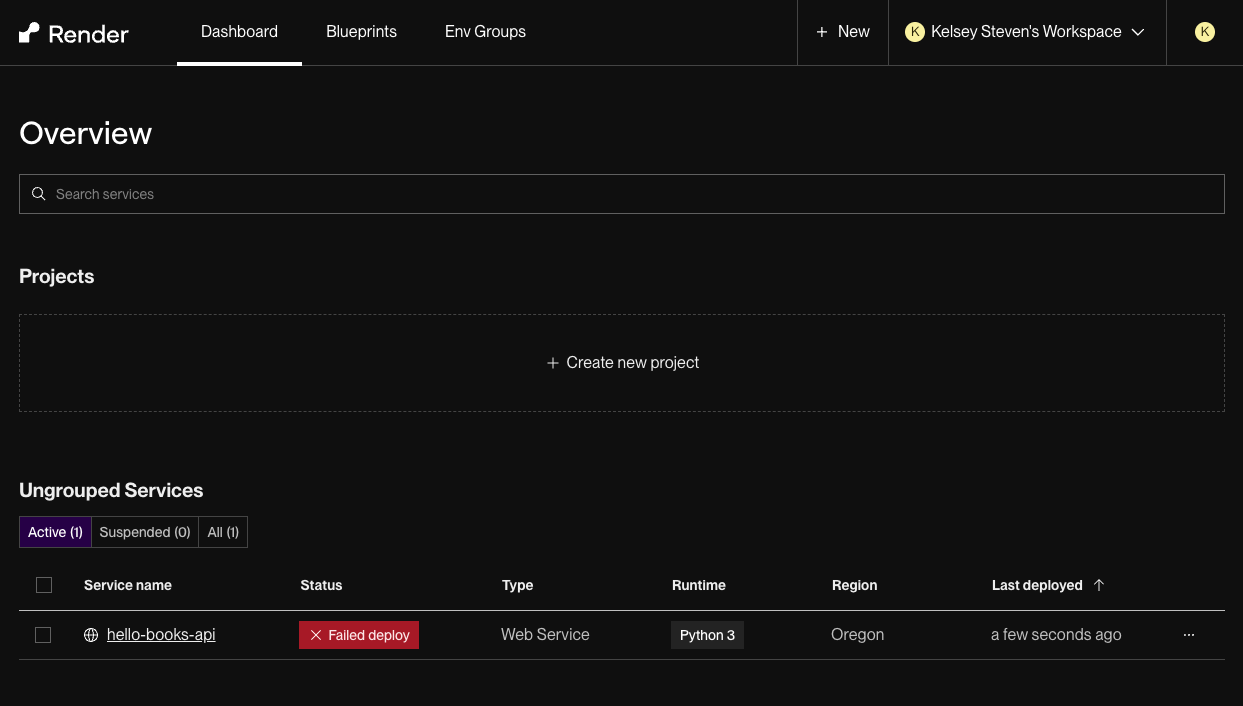 Render Dashboard Blueprints Env Groups + New K Kelsey Steven's Workspace K
Overview
Search services
Projects
+ Create new project
Ungrouped Services
Active (1) Suspended (0) All (1)
Service name Status Type Runtime Region Last deployed ↑
hello-books-api Failed deploy Web Service Python 3 Oregon a few seconds ago ...